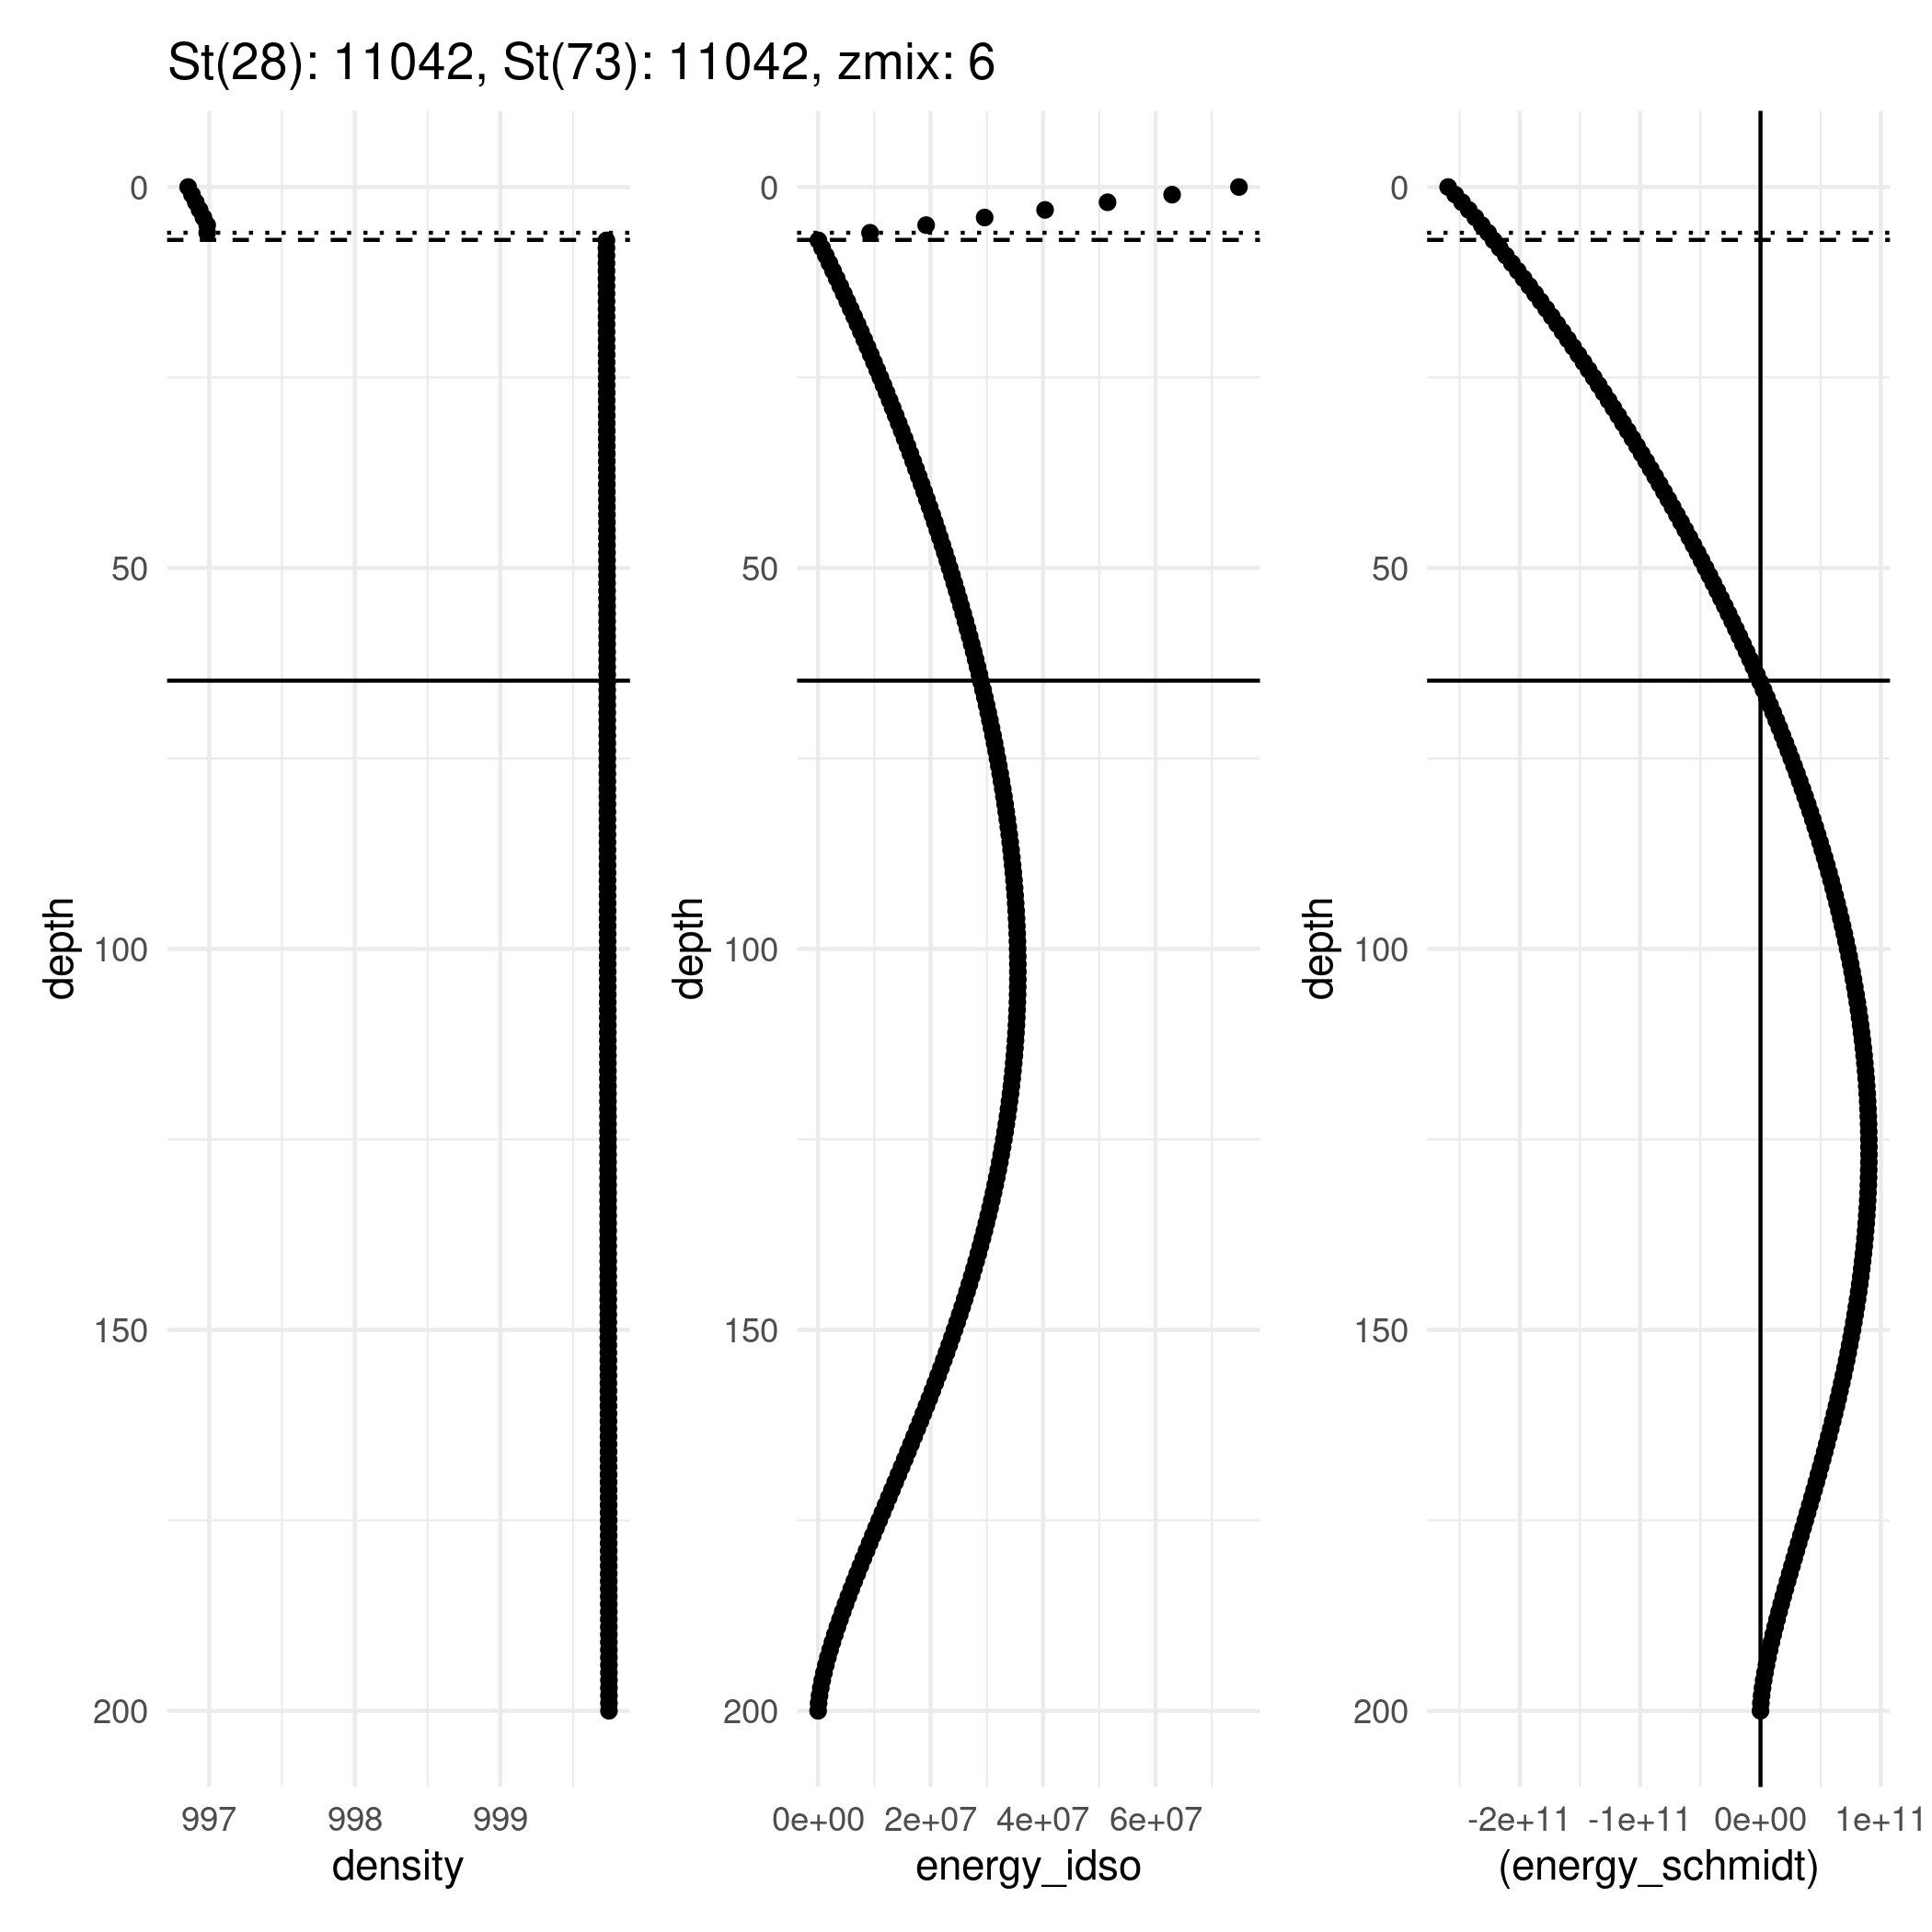 St(28): 11042, St(73): 11042, zmix: 6
0
50
100
150
200
depth
997 998 999
density
0
50
100
150
200
depth
0e+00 2e+07 4e+07 6e+07
energy_idso
0
50
100
150
200
depth
-2e+11 -1e+11 0e+00 1e+11
(energy_schmidt)